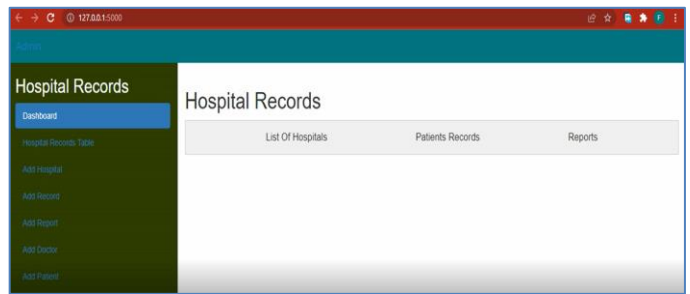 127.0.0.1:5000
F
Admin
Hospital Records
Dashboard
Hospital Records Table
Add Hospital
Add Record
Add Report
Add Doctor
Add Patient
Hospital Records
List Of Hospitals Patients Records Reports